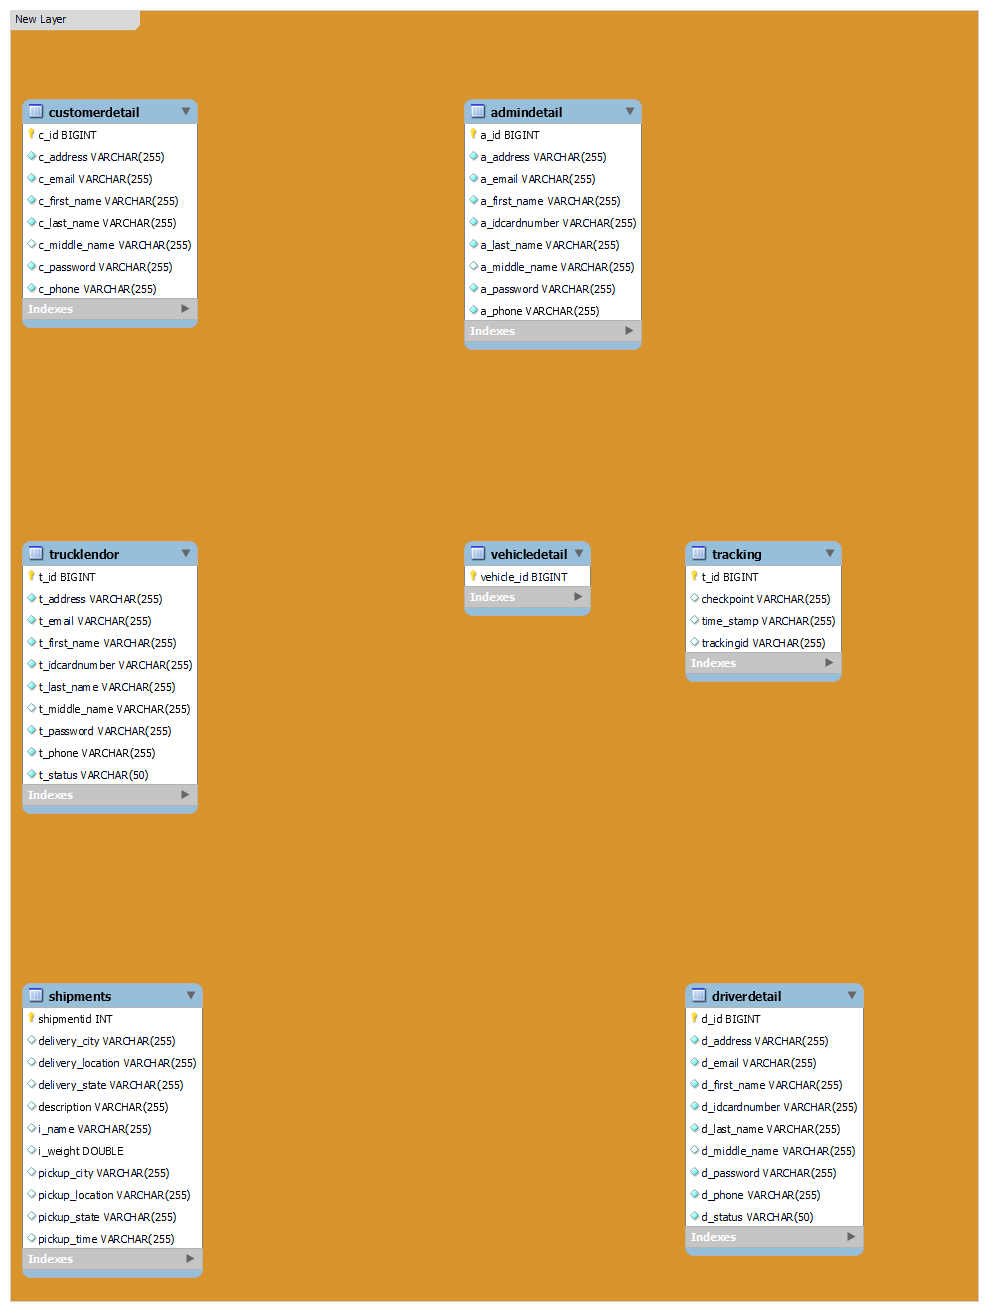 New Layer
customerdetail
c_id BIGINT
c_address VARCHAR(255)
c_email VARCHAR(255)
c_first_name VARCHAR(255)
c_last_name VARCHAR(255)
c_middle_name VARCHAR(255)
c_password VARCHAR(255)
c_phone VARCHAR(255)
Indexes
admindetail
a_id BIGINT
a_address VARCHAR(255)
a_email VARCHAR(255)
a_first_name VARCHAR(255)
a_idcardnumber VARCHAR(255)
a_last_name VARCHAR(255)
a_middle_name VARCHAR(255)
a_password VARCHAR(255)
a_phone VARCHAR(255)
Indexes
trucklendor
t_id BIGINT
t_address VARCHAR(255)
t_email VARCHAR(255)
t_first_name VARCHAR(255)
t_idcardnumber VARCHAR(255)
t_last_name VARCHAR(255)
t_middle_name VARCHAR(255)
t_password VARCHAR(255)
t_phone VARCHAR(255)
t_status VARCHAR(50)
Indexes
vehicledetail
vehicle_id BIGINT
Indexes
tracking
t_id BIGINT
checkpoint VARCHAR(255)
time_stamp VARCHAR(255)
trackingid VARCHAR(255)
Indexes
shipments
shipmentid INT
delivery_city VARCHAR(255)
delivery_location VARCHAR(255)
delivery_state VARCHAR(255)
description VARCHAR(255)
i_name VARCHAR(255)
i_weight DOUBLE
pickup_city VARCHAR(255)
pickup_location VARCHAR(255)
pickup_state VARCHAR(255)
pickup_time VARCHAR(255)
Indexes
driverdetail
d_id BIGINT
d_address VARCHAR(255)
d_email VARCHAR(255)
d_first_name VARCHAR(255)
d_idcardnumber VARCHAR(255)
d_last_name VARCHAR(255)
d_middle_name VARCHAR(255)
d_password VARCHAR(255)
d_phone VARCHAR(255)
d_status VARCHAR(50)
Indexes